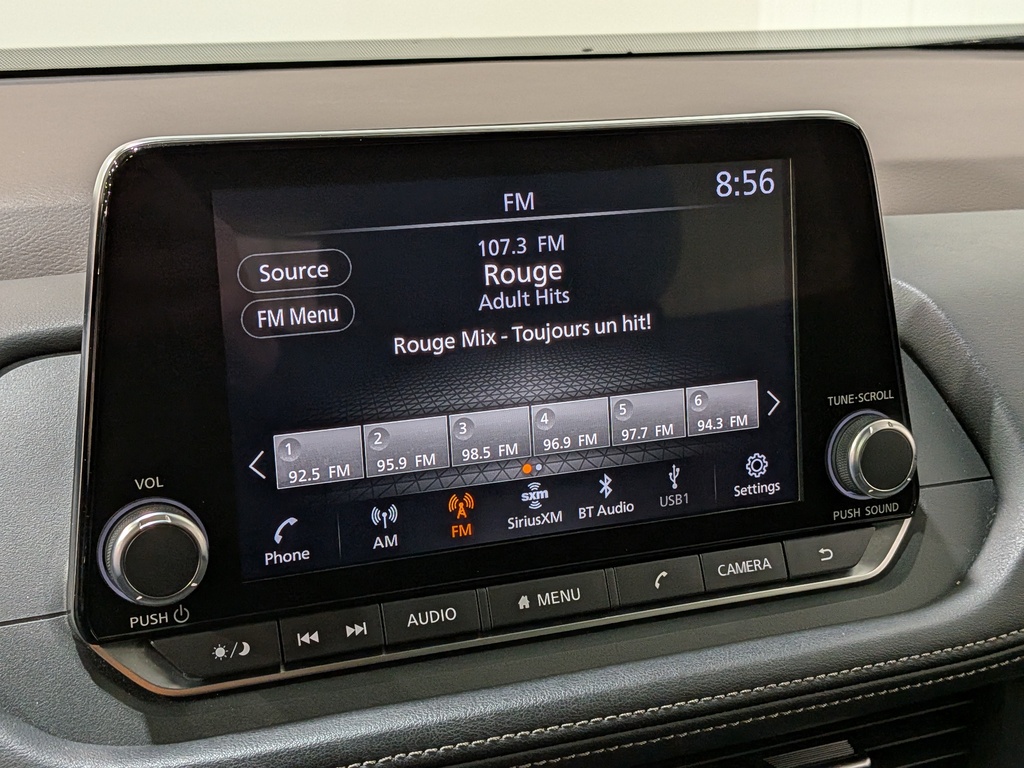 FM
8:56
107.3 FM
Source
Rouge
Adult Hits
FM Menu
Rouge Mix - Toujours un hit!
1
92.5 FM
2
95.9 FM
3
98.5 FM
4
96.9 FM
5
97.7 FM
6
94.3 FM
Phone
AM
FM
sxm
SiriusXM
BT Audio
USB1
Settings
VOL
PUSH
TUNE·SCROLL
PUSH SOUND
AUDIO
MENU
CAMERA